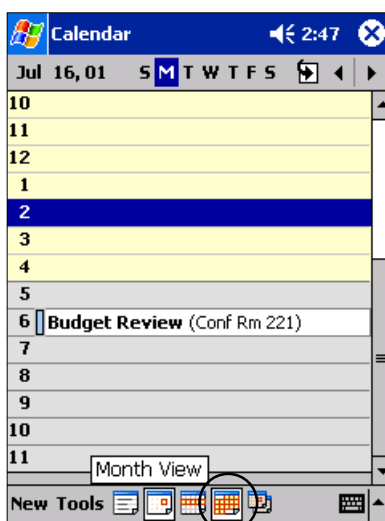 Calendar 2:47
Jul 16, 01 S M T W T F S
10
11
12
1
2
3
4
5
6 Budget Review (Conf Rm 221)
7
8
9
10
11
Month View
New Tools